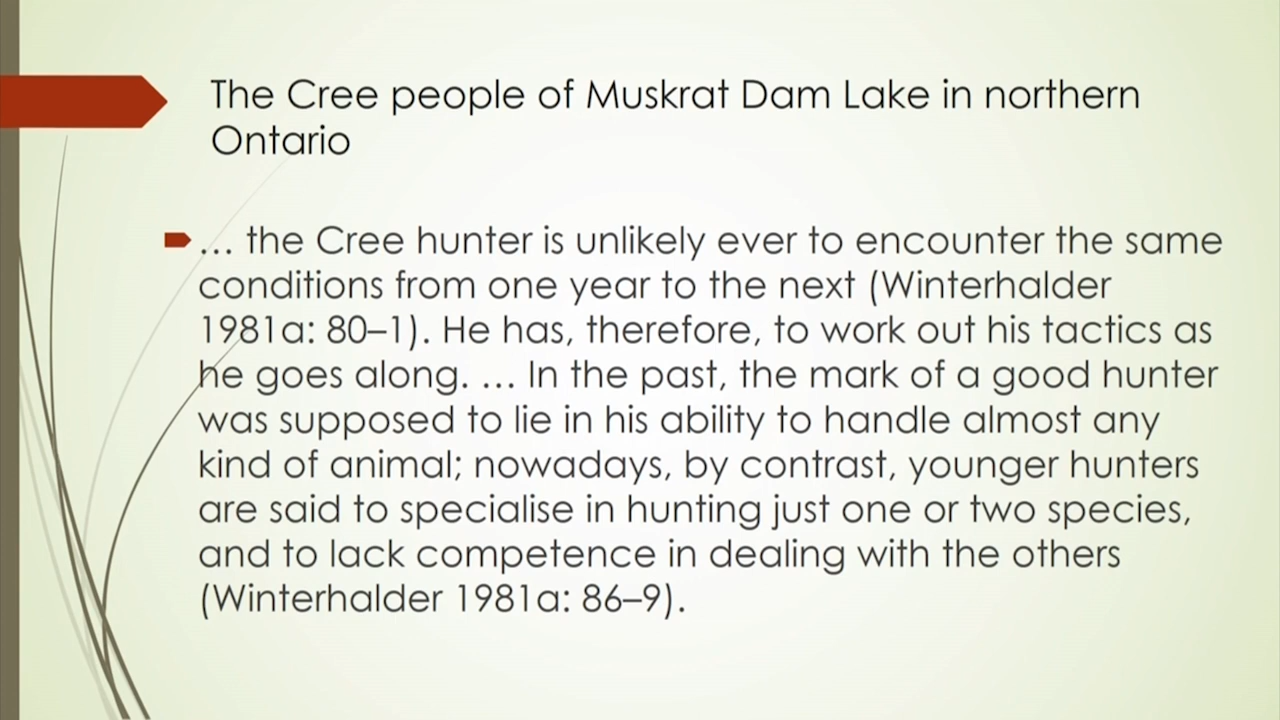 The Cree people of Muskrat Dam Lake in northern
Ontario
… the Cree hunter is unlikely ever to encounter the same
conditions from one year to the next (Winterhalder
1981a: 80–1). He has, therefore, to work out his tactics as
he goes along. … In the past, the mark of a good hunter
was supposed to lie in his ability to handle almost any
kind of animal; nowadays, by contrast, younger hunters
are said to specialise in hunting just one or two species,
and to lack competence in dealing with the others
(Winterhalder 1981a: 86–9).